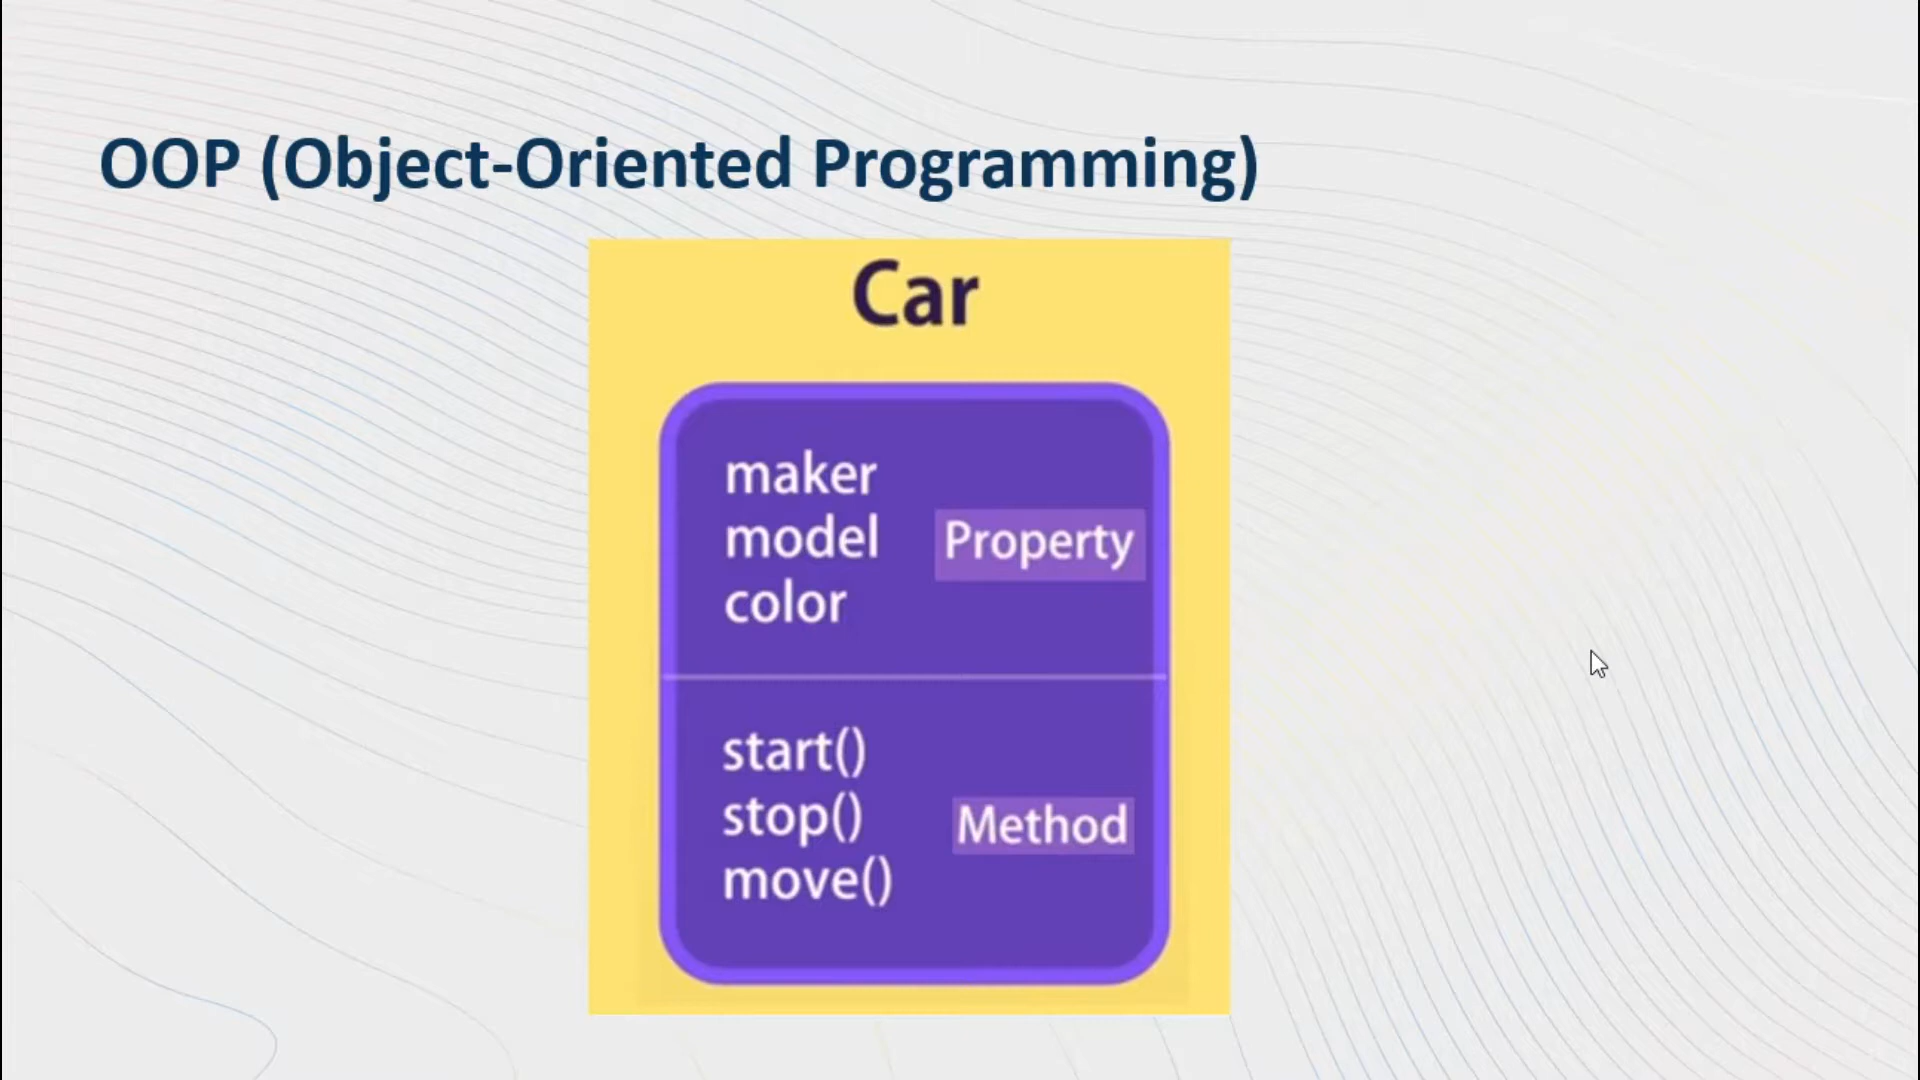 OOP (Object-Oriented Programming)
Car
maker
model
color
Property
start()
stop()
move()
Method